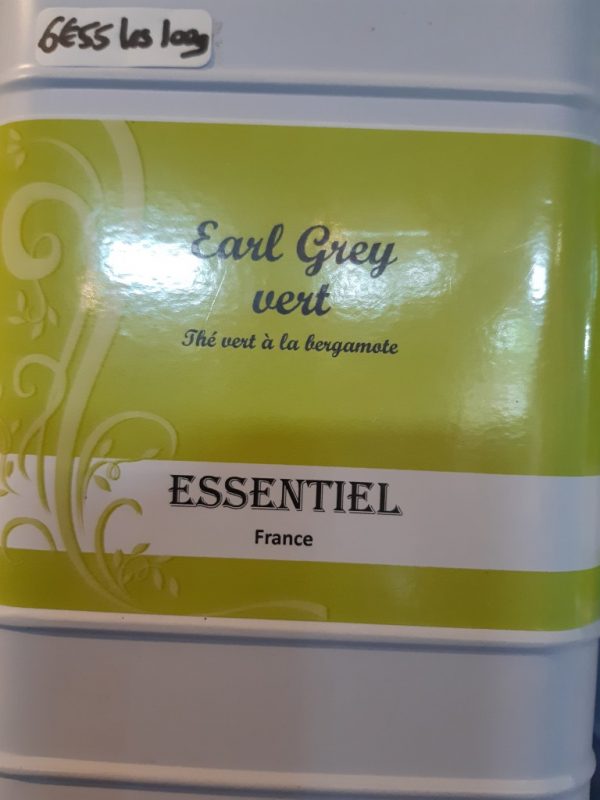 6€55 les 100g
Earl Grey
vert
Thé vert à la bergamote
ESSENTIEL
France